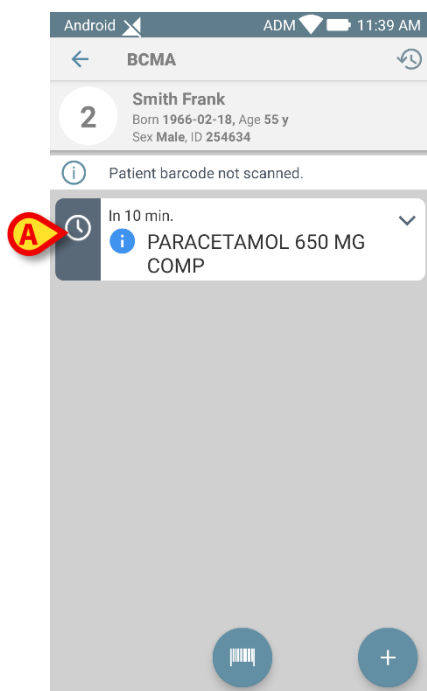 Android ADM 11:39 AM
BCMA
2
Smith Frank
Born 1966-02-18, Age 55 y
Sex Male, ID 254634
i Patient barcode not scanned.
A
In 10 min.
i PARACETAMOL 650 MG
COMP
+